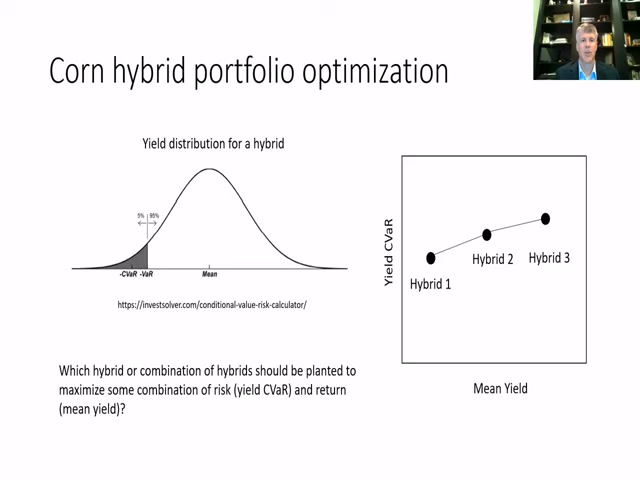 Corn hybrid portfolio optimization
Yield distribution for a hybrid
5% 95%
-CVaR -VaR Mean
https://investsolver.com/conditional-value-risk-calculator/
Which hybrid or combination of hybrids should be planted to
maximize some combination of risk (yield CVaR) and return
(mean yield)?
Yield CVaR
Hybrid 1
Hybrid 2
Hybrid 3
Mean Yield